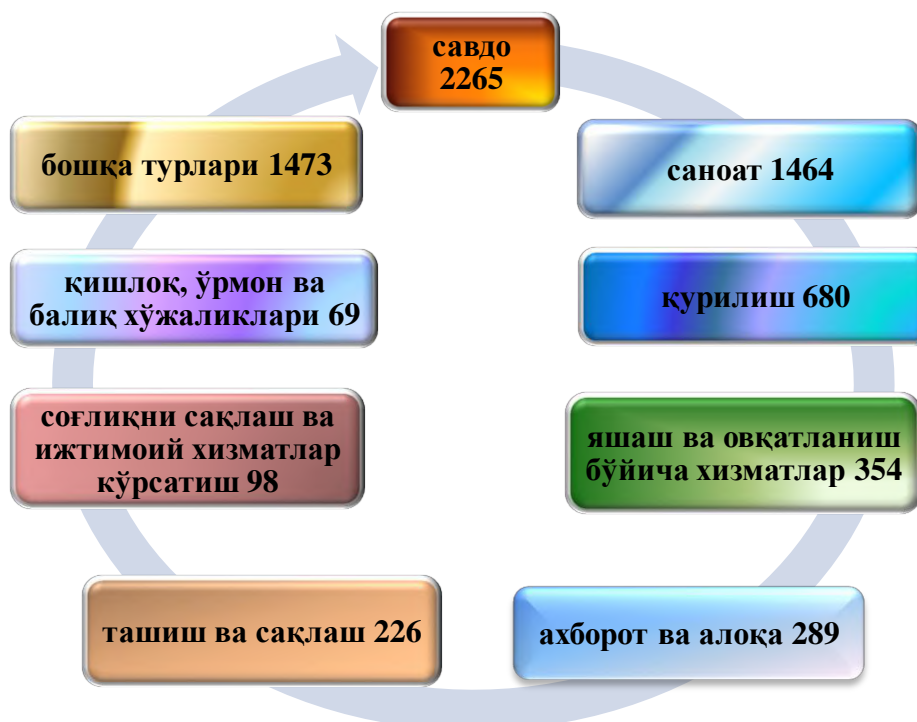 савдо
2265
саноат 1464
қурилиш 680
яшаш ва овқатланиш
бўйича хизматлар 354
ахборот ва алоқа 289
ташиш ва сақлаш 226
соғлиқни сақлаш ва
ижтимоий хизматлар
кўрсатиш 98
қишлоқ, ўрмон ва
балиқ хўжаликлари 69
бошқа турлари 1473